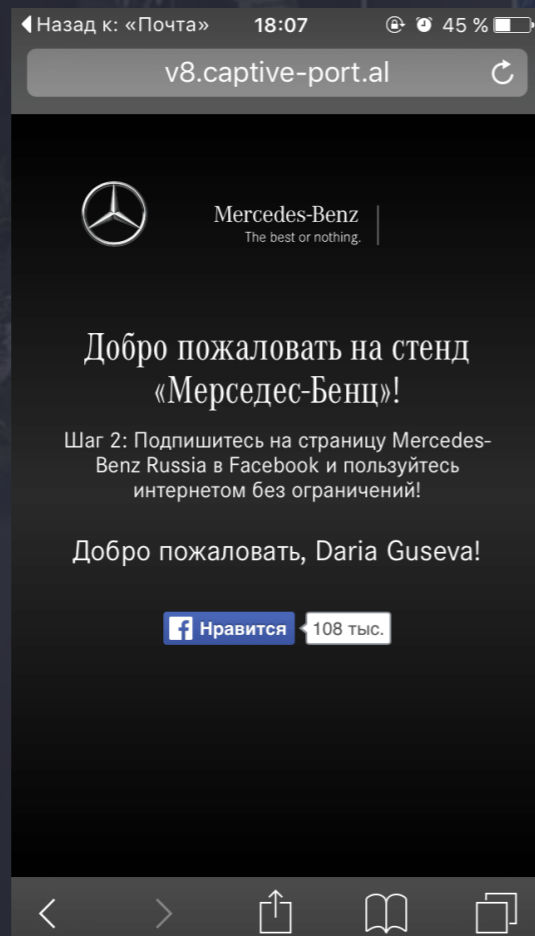 Назад к: «Почта» 18:07 45 %
v8.captive-port.al
Mercedes-Benz
The best or nothing.
Добро пожаловать на стенд
«Мерседес-Бенц»!
Шаг 2: Подпишитесь на страницу Mercedes-
Benz Russia в Facebook и пользуйтесь
интернетом без ограничений!
Добро пожаловать, Daria Guseva!
Нравится 108 тыс.